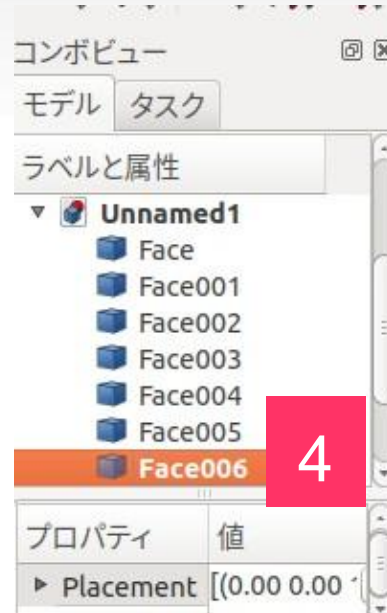 コンボビュー
モデル タスク
ラベルと属性
Unnamed1
Face
Face001
Face002
Face003
Face004
Face005
Face006
4
プロパティ 値
Placement [(0.00 0.00